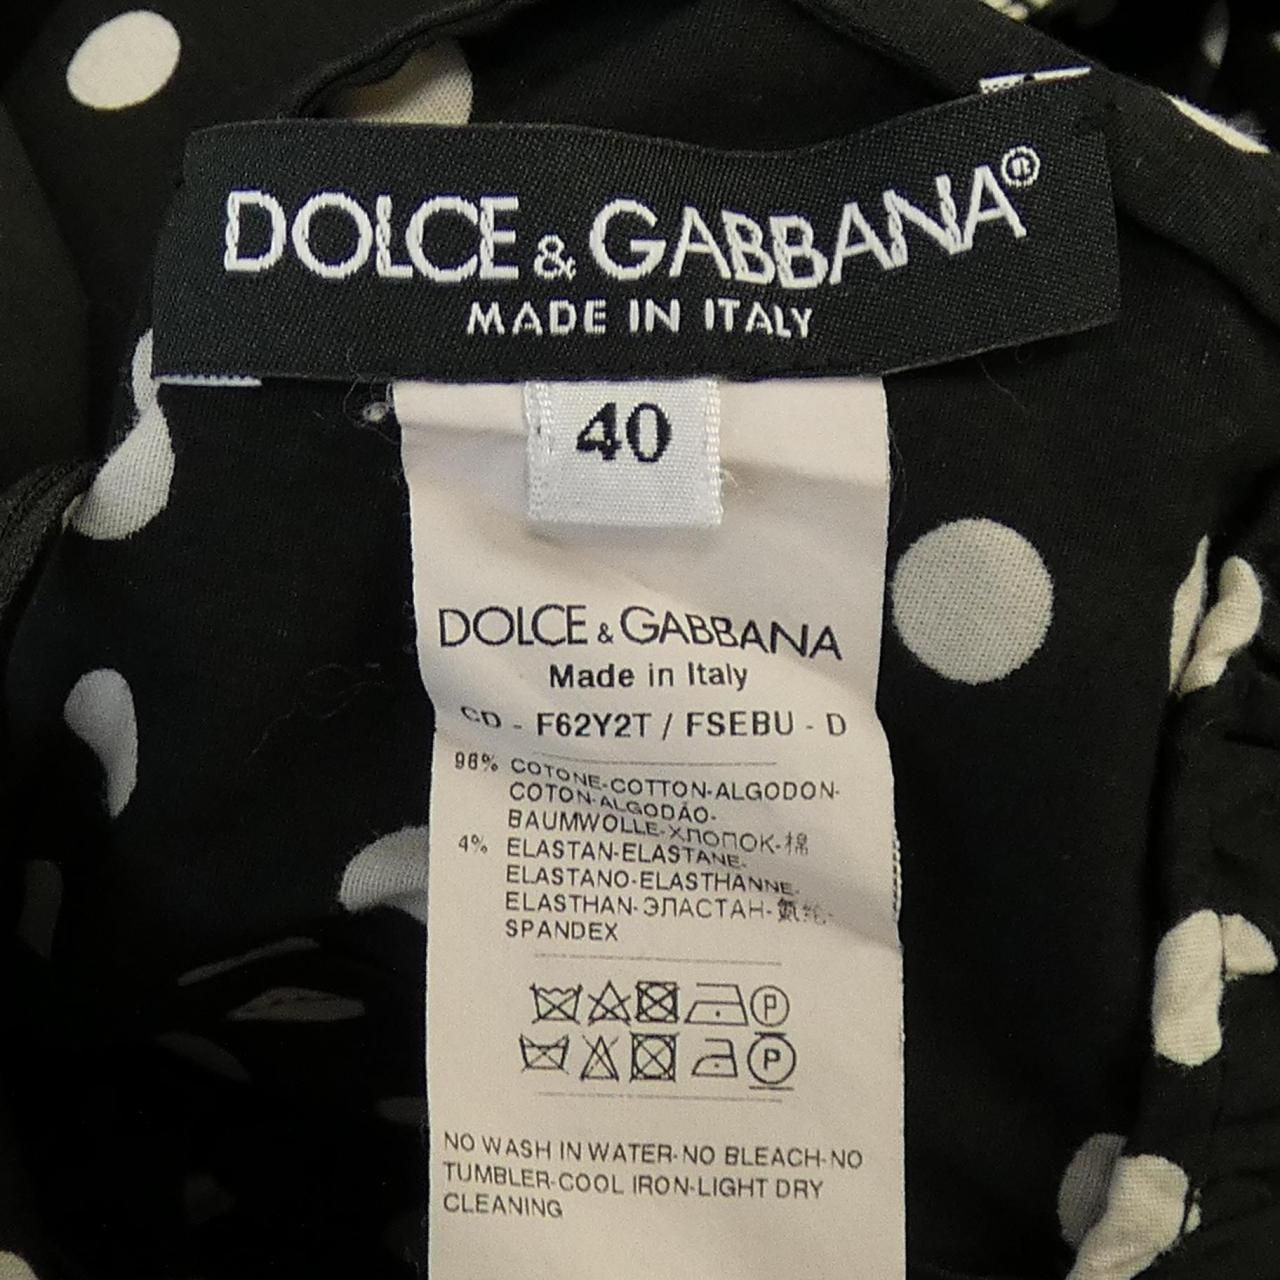 DOLCE & GABBANA®
MADE IN ITALY
40
DOLCE & GABBANA
Made in Italy
CD - F62Y2T / FSEBU - D
96% COTONE-COTTON-ALGODON-
COTON-ALGODÃO-
BAUMWOLLE-ХЛОПОК-棉
4% ELASTAN-ELASTANE-
ELASTANO-ELASTHANNE-
ELASTHAN-ЭЛАСТАН-氨纶-
SPANDEX
P
P
NO WASH IN WATER-NO BLEACH-NO
TUMBLER-COOL IRON-LIGHT DRY
CLEANING